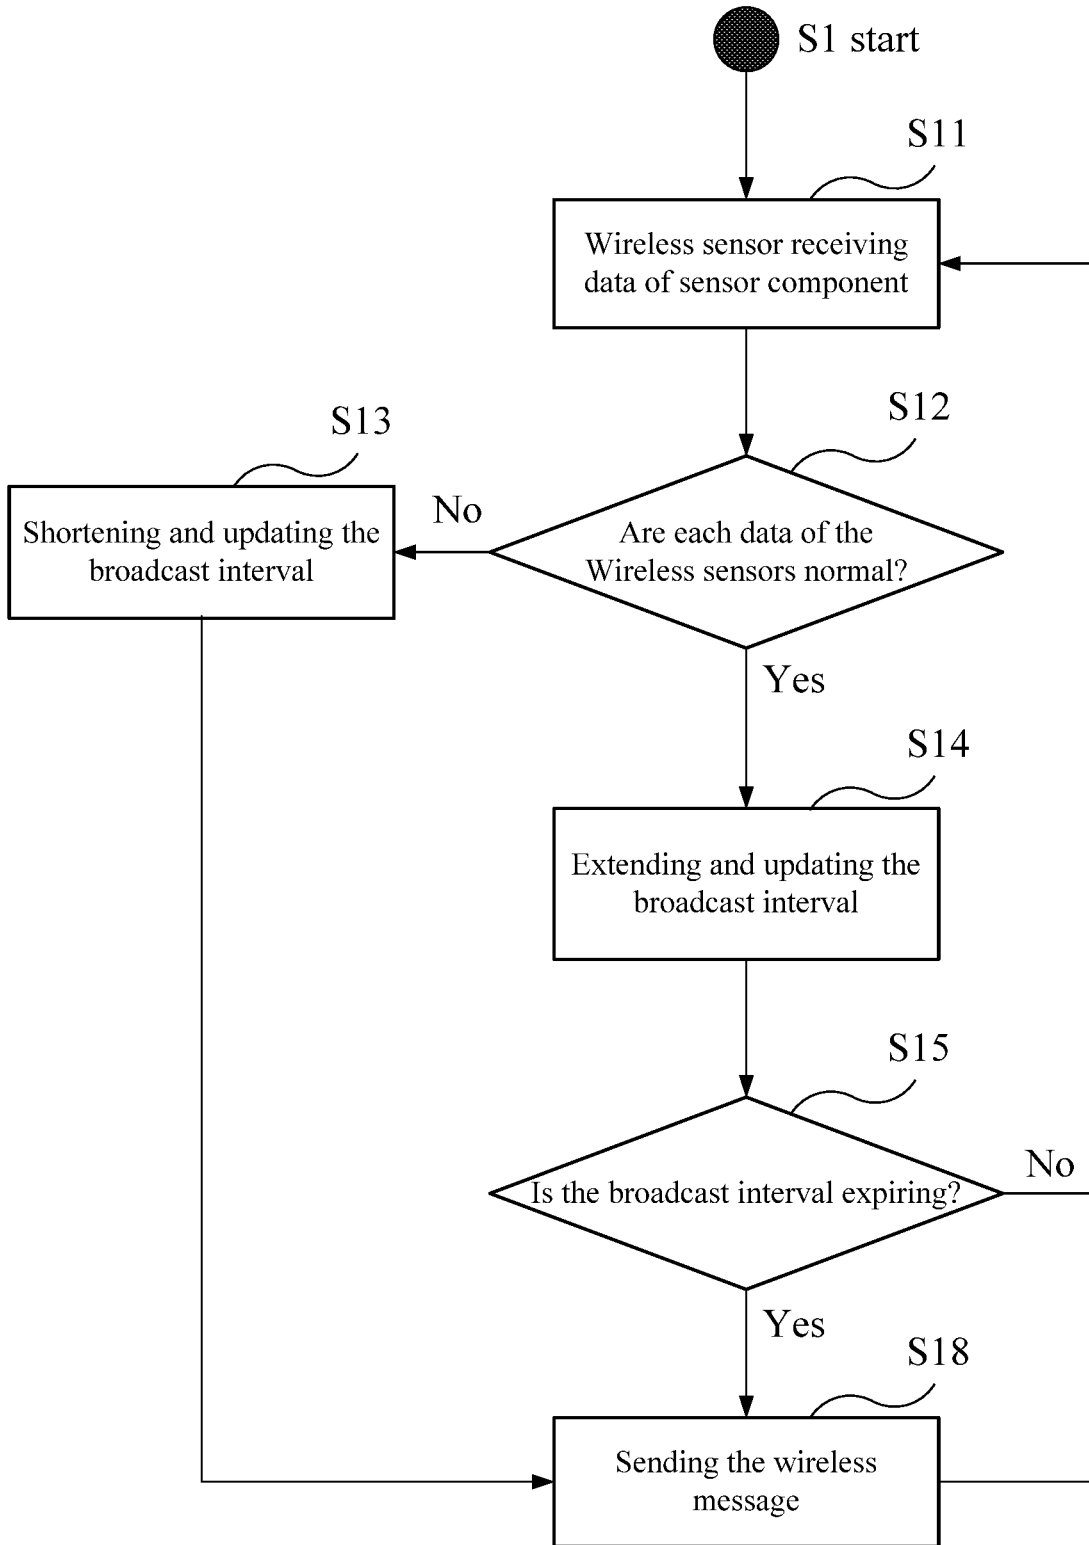 S1 start
S11
Wireless sensor receiving
data of sensor component
S12
S13
Are each data of the
Wireless sensors normal?
No
Shortening and updating the
broadcast interval
Yes
S14
Extending and updating the
broadcast interval
S15
Is the broadcast interval expiring?
No
Yes
S18
Sending the wireless
message